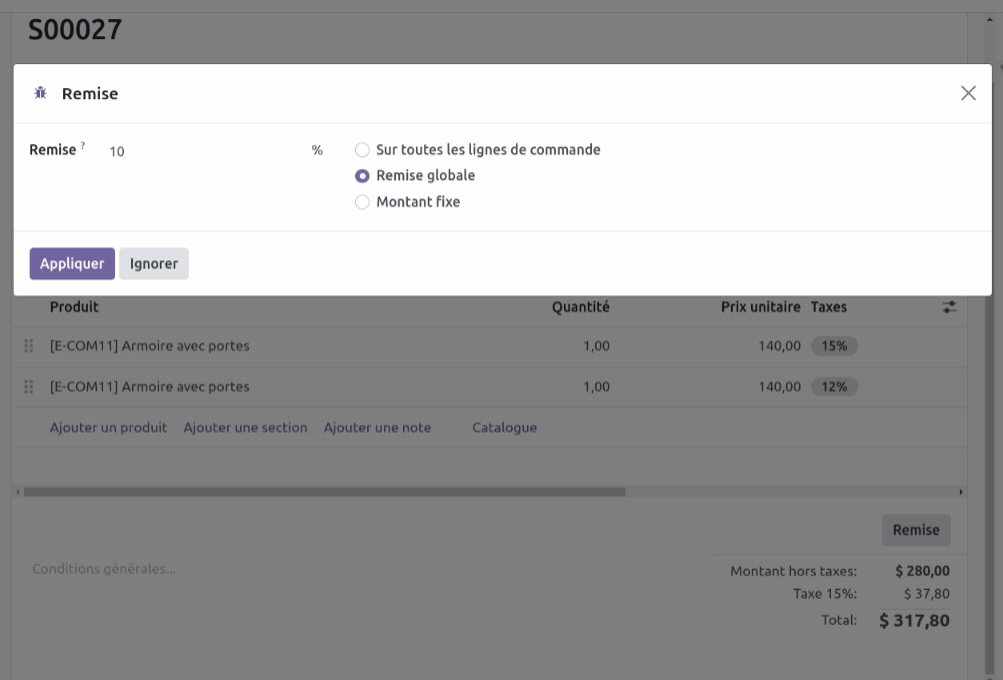 S00027
Remise
Remise ? 10 % Sur toutes les lignes de commande
Remise globale
Montant fixe
Appliquer Ignorer
Produit Quantité Prix unitaire Taxes
[E-COM11] Armoire avec portes 1,00 140,00 15%
[E-COM11] Armoire avec portes 1,00 140,00 12%
Ajouter un produit Ajouter une section Ajouter une note Catalogue
Remise
Conditions générales...
Montant hors taxes: $ 280,00
Taxe 15%: $ 37,80
Total: $ 317,80